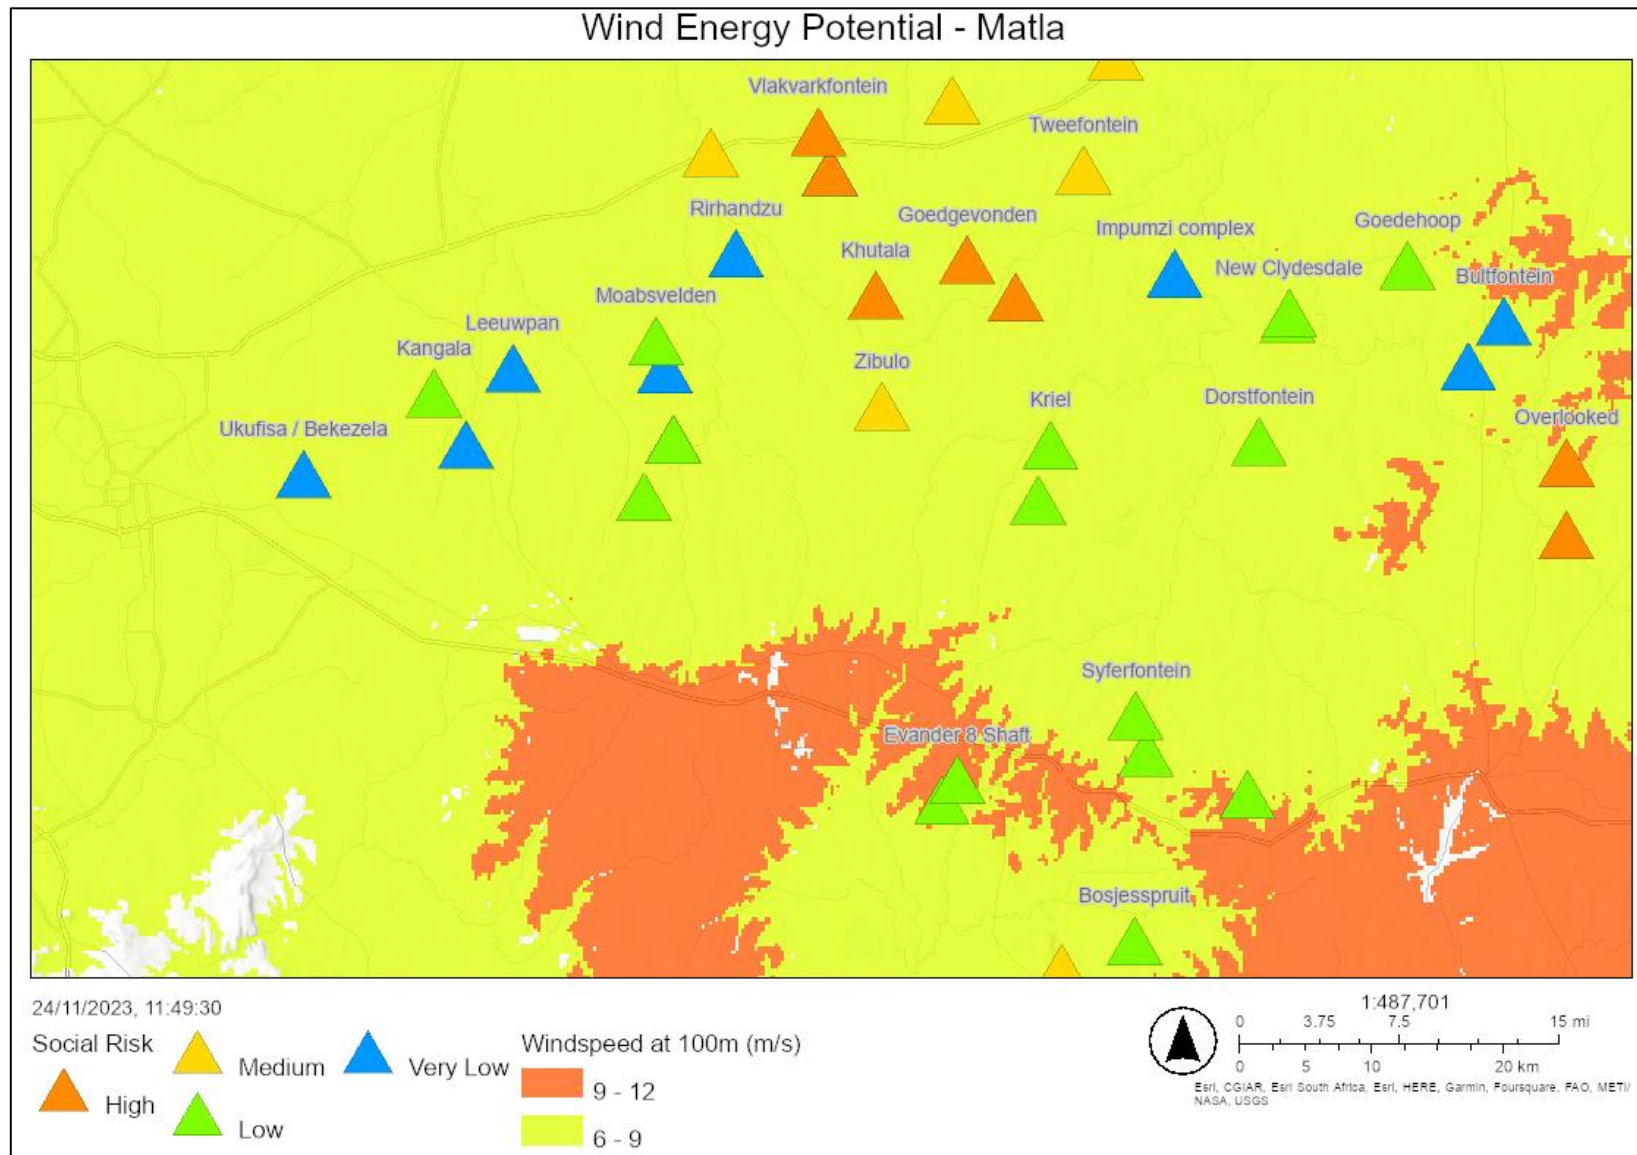 Wind Energy Potential - Matla
Vlakvarkfontein
Tweefontein
Rirhandzu
Goedgevonden
Khutala
Impumzi complex
Goedehoop
New Clydesdale
Bultfontein
Moabsvelden
Leeuwpan
Kangala
Zibulo
Kriel
Dorstfontein
Overlooked
Ukufisa / Bekezela
Syferfontein
Evander 8 Shaft
Bosjesspruit
24/11/2023, 11:49:30
Social Risk
High
Medium
Low
Very Low
Windspeed at 100m (m/s)
9 - 12
6 - 9
1:487,701
0 3.75 7.5 15 mi
0 5 10 20 km
Esri, CGIAR, Esri South Africa, Esri, HERE, Garmin, Foursquare, FAO, METI/
NASA, USGS